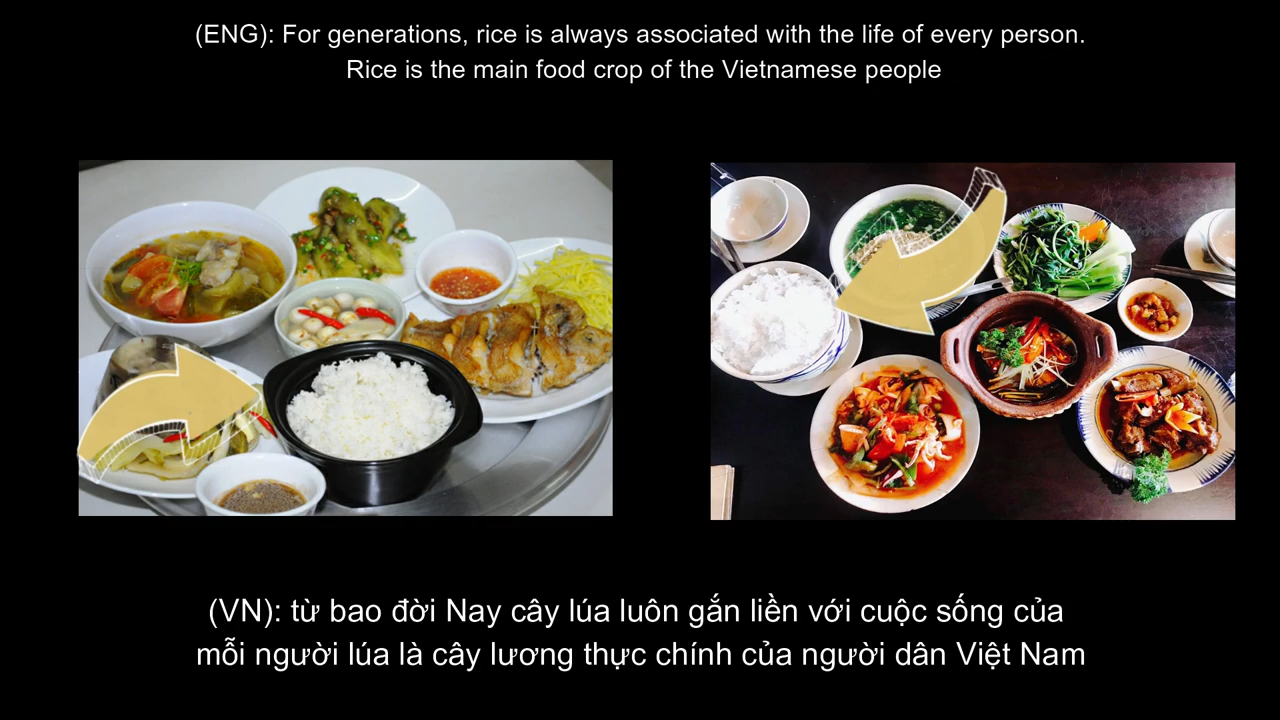 (ENG): For generations, rice is always associated with the life of every person.
Rice is the main food crop of the Vietnamese people
(VN): từ bao đời Nay cây lúa luôn gắn liền với cuộc sống của
mỗi người lúa là cây lương thực chính của người dân Việt Nam